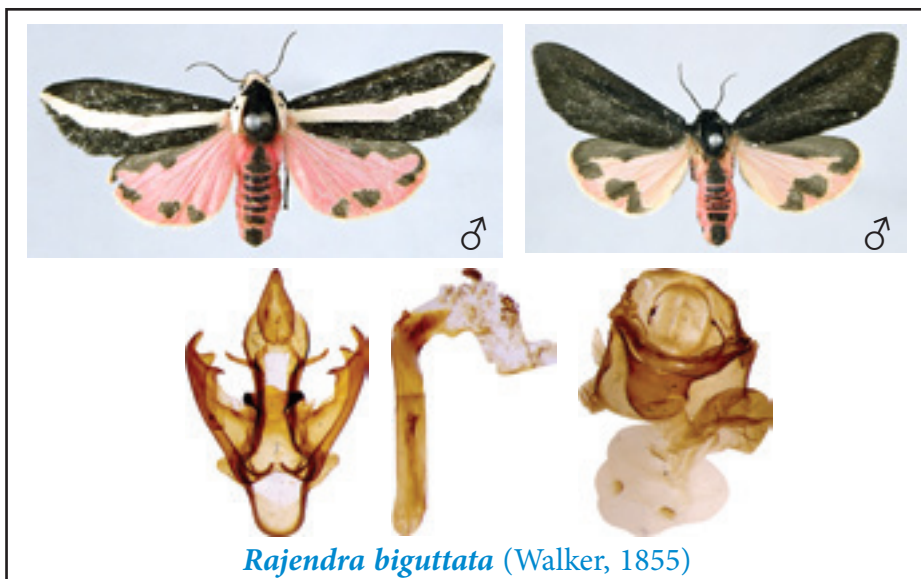 ♂ ♂
Rajendra biguttata (Walker, 1855)